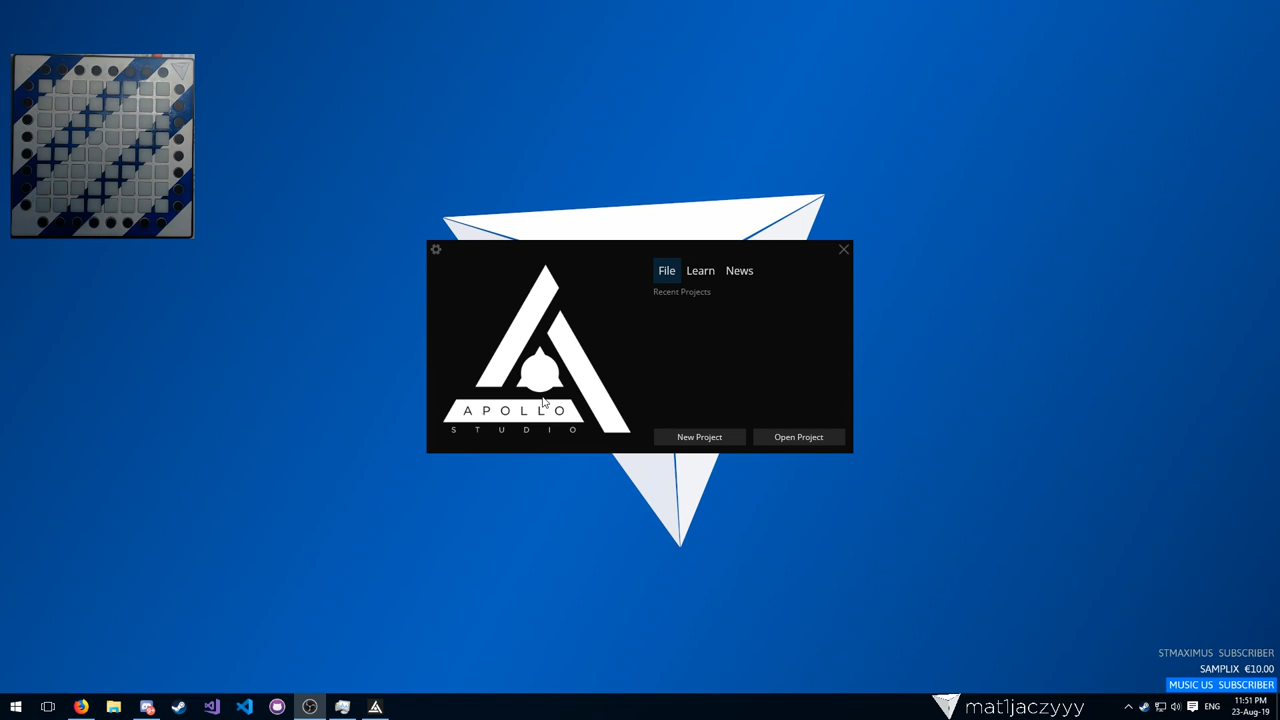 File Learn News
Recent Projects
APOLLO
STUDIO
New Project Open Project
STMAXIMUS SUBSCRIBER
SAMPLIX €10.00
MUSIC US SUBSCRIBER
mat1jaczyyy
ENG
11:51 PM
23-Aug-19